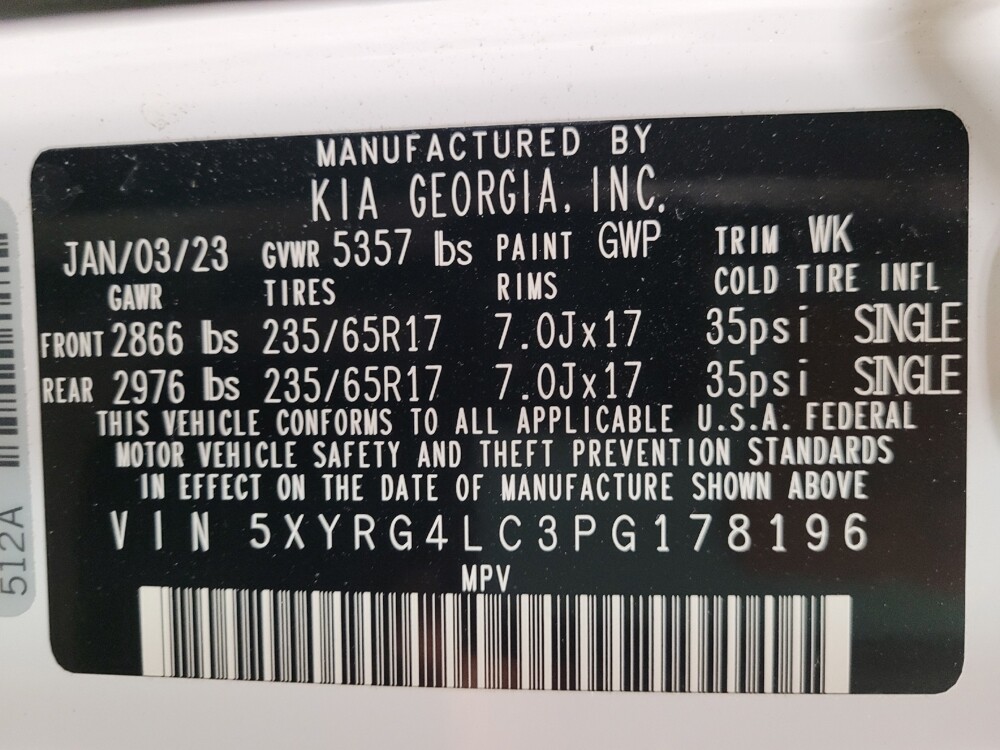 MANUFACTURED BY
KIA GEORGIA, INC.
JAN/03/23 GVWR 5357 lbs PAINT GWP TRIM WK
GAWR TIRES RIMS COLD TIRE INFL
FRONT 2866 lbs 235/65R17 7.0Jx17 35psi SINGLE
REAR 2976 lbs 235/65R17 7.0Jx17 35psi SINGLE
THIS VEHICLE CONFORMS TO ALL APPLICABLE U.S.A. FEDERAL
MOTOR VEHICLE SAFETY AND THEFT PREVENTION STANDARDS
IN EFFECT ON THE DATE OF MANUFACTURE SHOWN ABOVE
VIN 5XYRG4LC3PG178196
MPV
512A